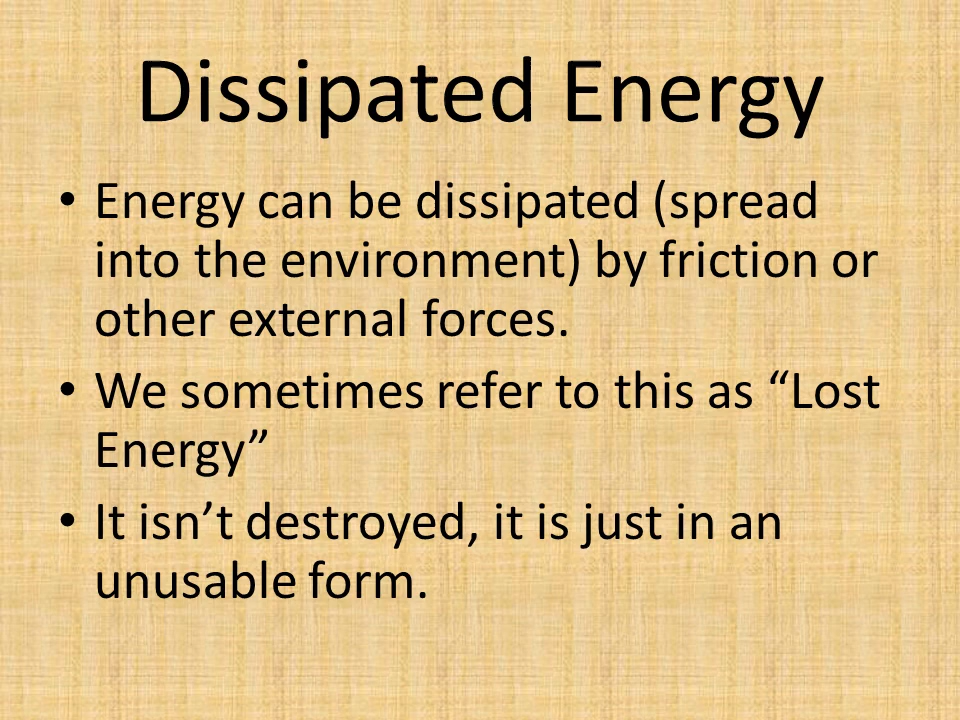 Dissipated Energy
• Energy can be dissipated (spread
into the environment) by friction or
other external forces.
• We sometimes refer to this as “Lost
Energy”
• It isn’t destroyed, it is just in an
unusable form.